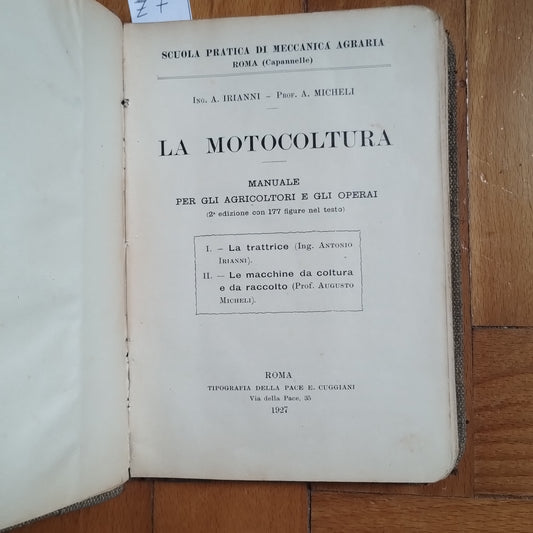 Z7
SCUOLA PRATICA DI MECCANICA AGRARIA
ROMA (Capannelle)
ING. A. IRIANNI – PROF. A. MICHELI
LA MOTOCOLTURA
MANUALE
PER GLI AGRICOLTORI E GLI OPERAI
(2ª edizione con 177 figure nel testo)
I. – La trattrice (Ing. ANTONIO
IRIANNI).
II. – Le macchine da coltura
e da raccolto (Prof. AUGUSTO
MICHELI).
ROMA
TIPOGRAFIA DELLA PACE E. CUGGIANI
Via della Pace, 35
1927